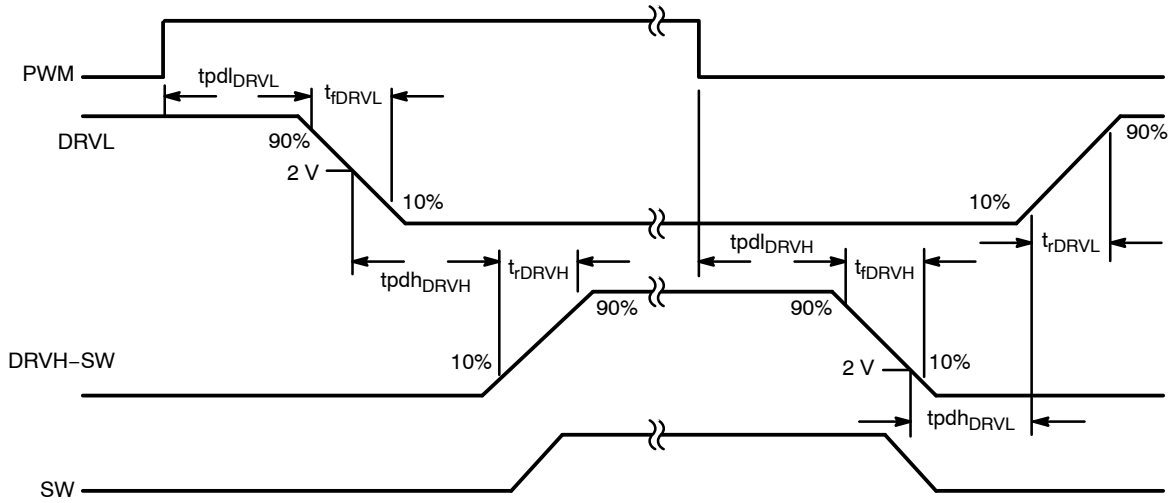 PWM
tpdlDRVL
tfDRVL
DRVL
90%
90%
2 V
10%
10%
tpdlDRVH
trDRVL
tpdhDRVH
trDRVH
tfDRVH
90%
90%
DRVH−SW
10%
2 V
10%
tpdhDRVL
SW